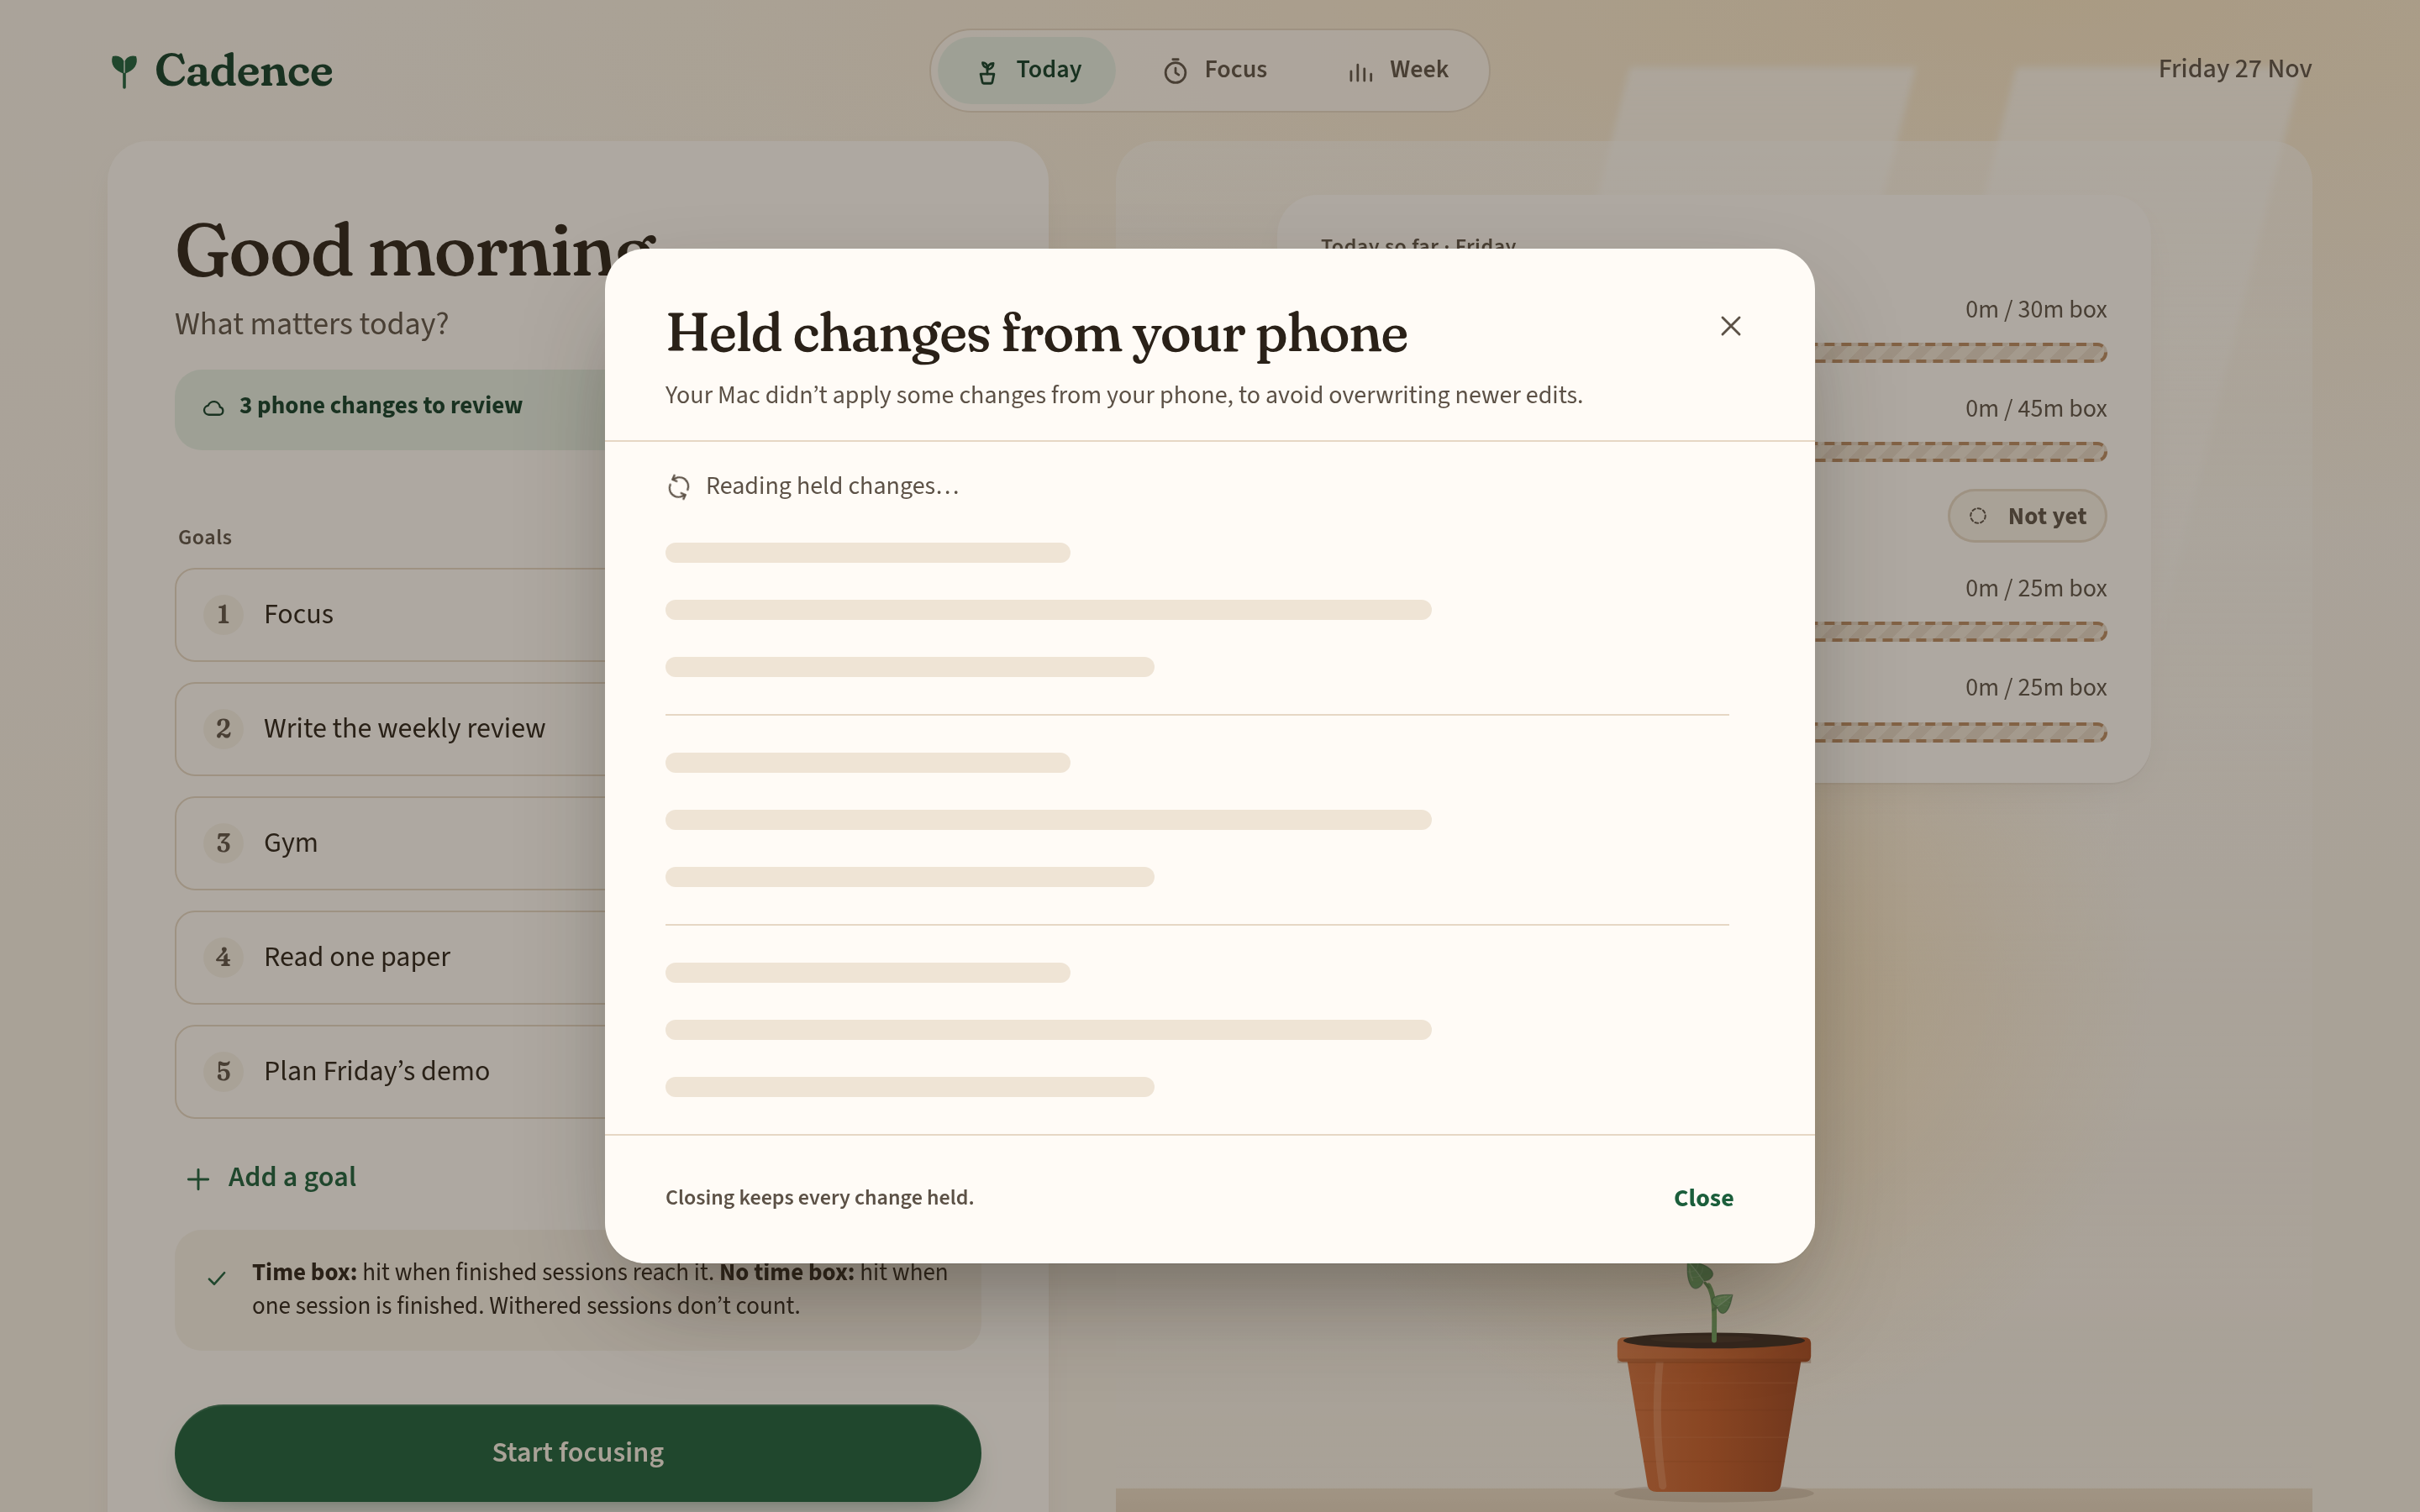 Cadence
Today
Focus
Week
Friday 27 Nov
Good morning
What matters today?
3 phone changes to review
Goals
1 Focus
2 Write the weekly review
3 Gym
4 Read one paper
5 Plan Friday’s demo
Add a goal
Time box: hit when finished sessions reach it. No time box: hit when
one session is finished. Withered sessions don’t count.
Start focusing
Today so far · Friday
0m / 30m box
0m / 45m box
Not yet
0m / 25m box
0m / 25m box
Held changes from your phone
Your Mac didn’t apply some changes from your phone, to avoid overwriting newer edits.
Reading held changes…
Closing keeps every change held.
Close